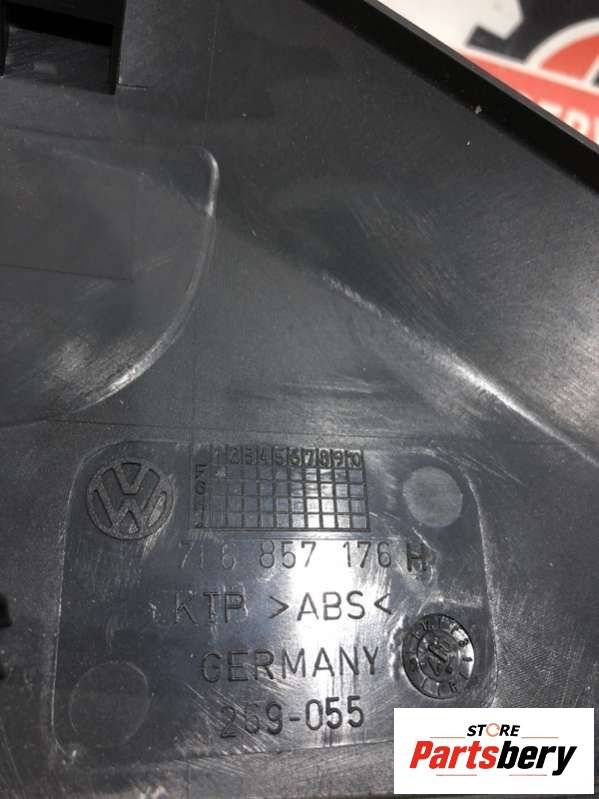 1 2 3 4 5 6 7 8 9 10
7L6 857 176 H
KTP >ABS<
GERMANY
269-055
STORE
Partsbery